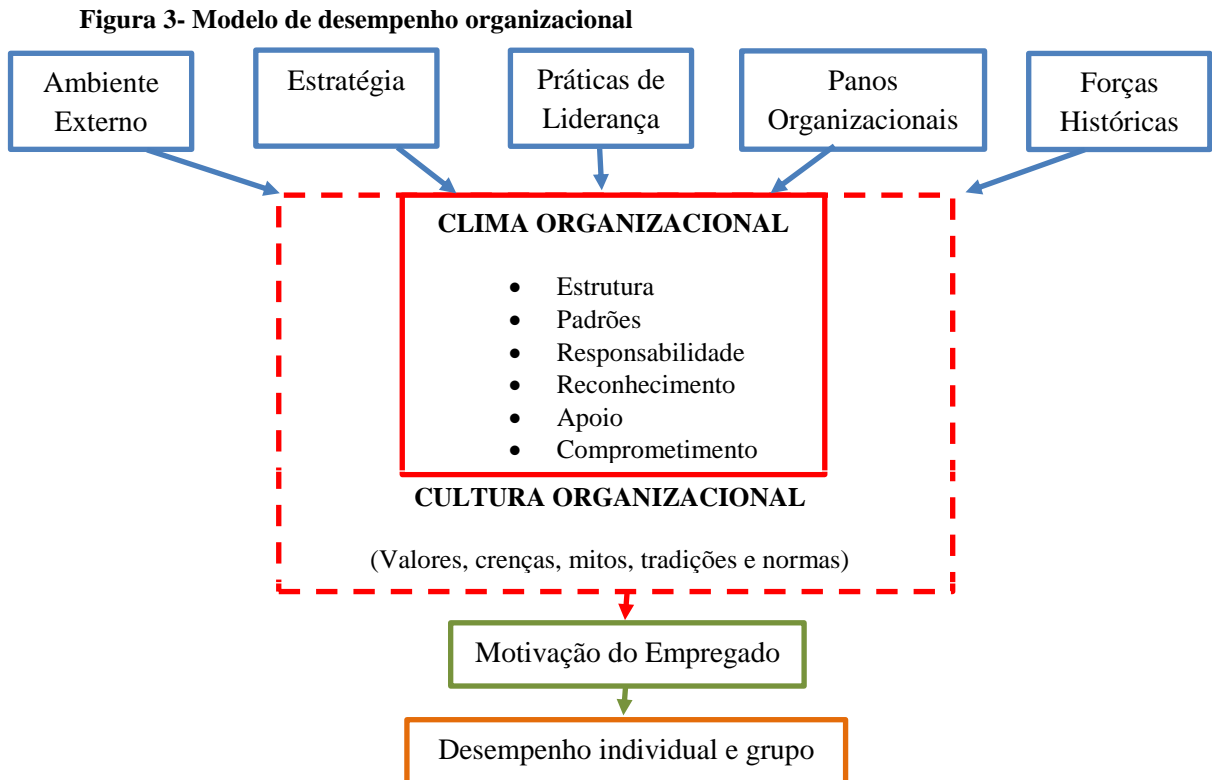 Figura 3- Modelo de desempenho organizacional
Ambiente
Externo
Estratégia
Práticas de
Liderança
Panos
Organizacionais
Forças
Históricas
CLIMA ORGANIZACIONAL
• Estrutura
• Padrões
• Responsabilidade
• Reconhecimento
• Apoio
• Comprometimento
CULTURA ORGANIZACIONAL
(Valores, crenças, mitos, tradições e normas)
Motivação do Empregado
Desempenho individual e grupo